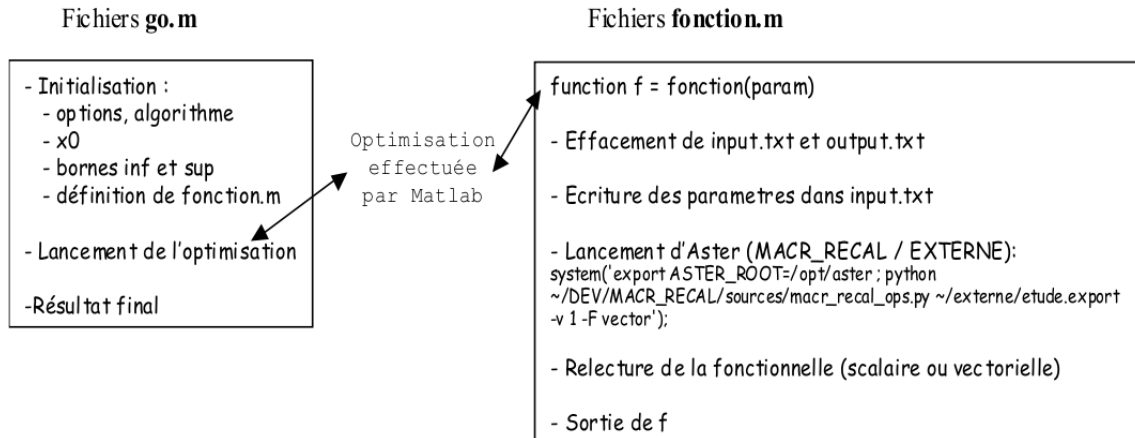 Fichiers go.m
- Initialisation :
- options, algorithme
- x0
- bornes inf et sup
- définition de fonction.m
- Lancement de l'optimisation
-Résultat final
Optimisation
effectuée
par Matlab
Fichiers fonction.m
function f = fonction(param)
- Effacement de input.txt et output.txt
- Ecriture des parametres dans input.txt
- Lancement d'Aster (MACR_RECAL / EXTERNE):
system('export ASTER_ROOT=/opt/aster ; python
~/DEV/MACR_RECAL/sources/macr_recal_ops.py ~/externe/etude.export
-v 1 -F vector');
- Relecture de la fonctionnelle (scalaire ou vectorielle)
- Sortie de f